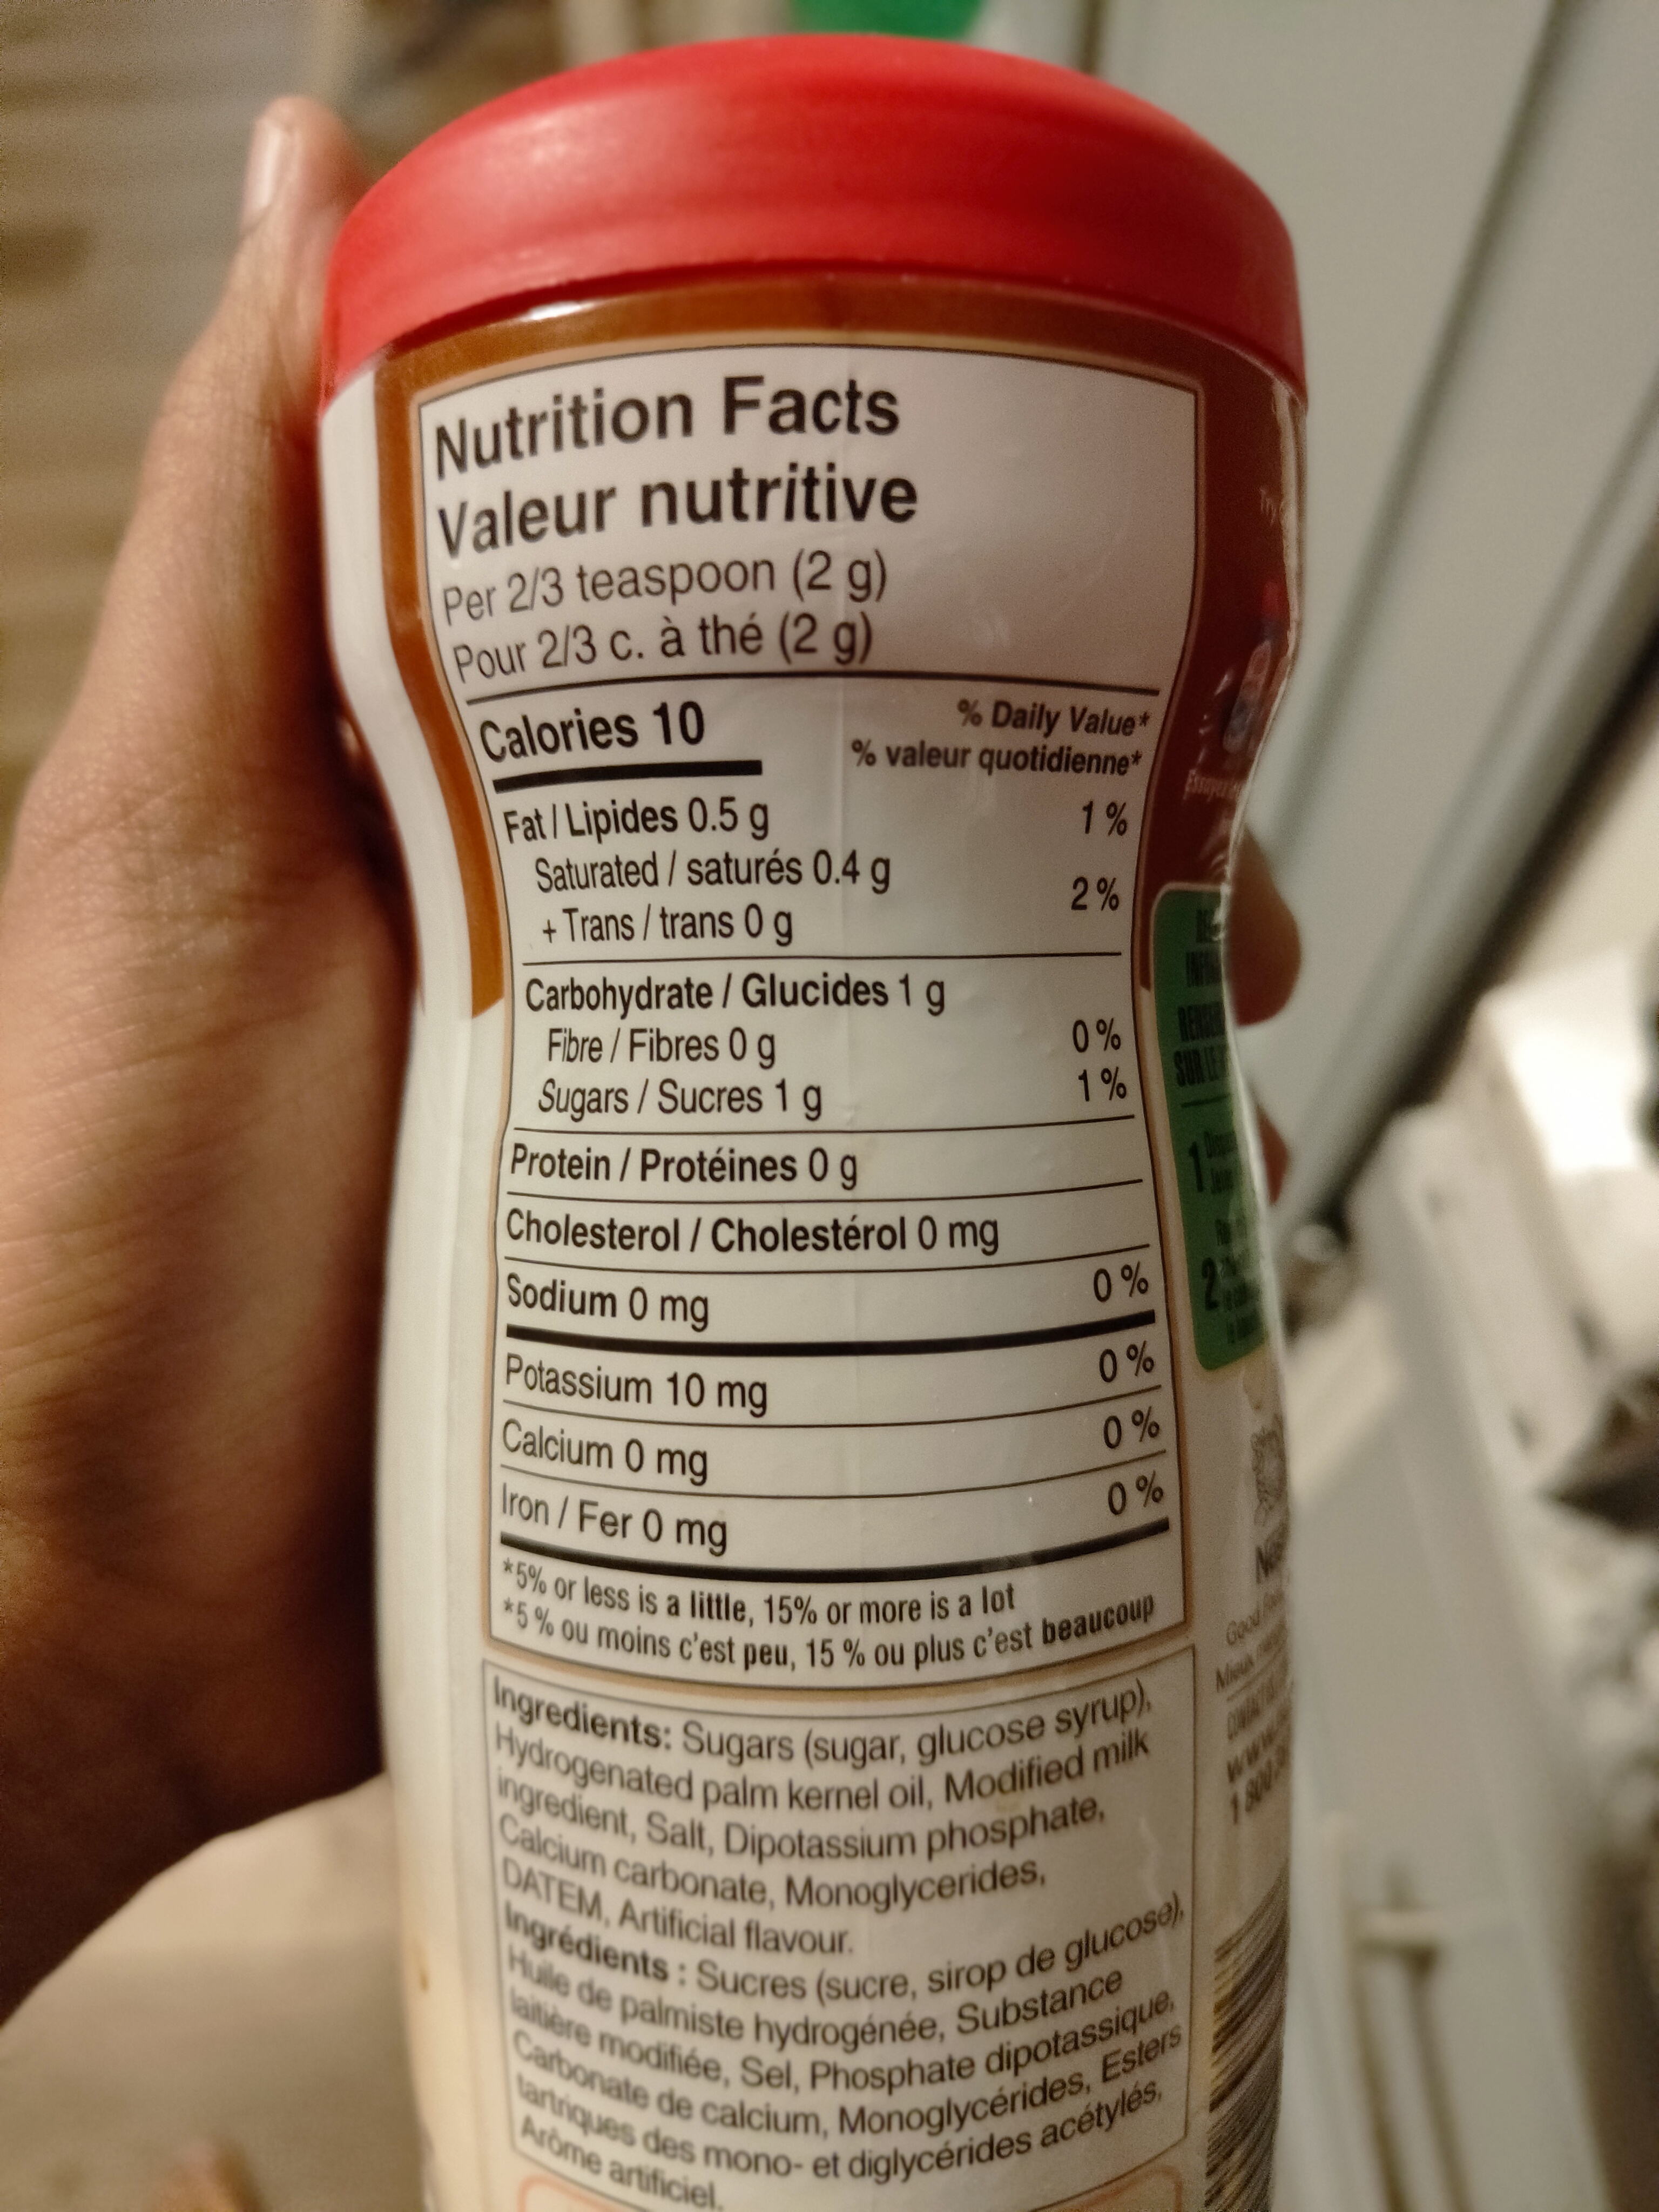 Nutrition Facts
Valeur nutritive
Per 2/3 teaspoon (2 g)
Pour 2/3 c. à thé (2 g)
Calories 10
% Daily Value*
% valeur quotidienne*
Fat / Lipides 0.5 g 1 %
Saturated / saturés 0.4 g
+ Trans / trans 0 g 2 %
Carbohydrate / Glucides 1 g
Fibre / Fibres 0 g 0 %
Sugars / Sucres 1 g 1 %
Protein / Protéines 0 g
Cholesterol / Cholestérol 0 mg
Sodium 0 mg 0 %
Potassium 10 mg 0 %
Calcium 0 mg 0 %
Iron / Fer 0 mg 0 %
*5% or less is a little, 15% or more is a lot
*5 % ou moins c'est peu, 15 % ou plus c'est beaucoup
Ingredients: Sugars (sugar, glucose syrup),
Hydrogenated palm kernel oil, Modified milk
ingredient, Salt, Dipotassium phosphate,
Calcium carbonate, Monoglycerides,
DATEM, Artificial flavour.
Ingrédients : Sucres (sucre, sirop de glucose),
Huile de palmiste hydrogénée, Substance
laitière modifiée, Sel, Phosphate dipotassique,
Carbonate de calcium, Monoglycérides, Esters
tartriques des mono- et diglycérides acétylés,
Arôme artificiel.
Try
1
2
Good
1 800